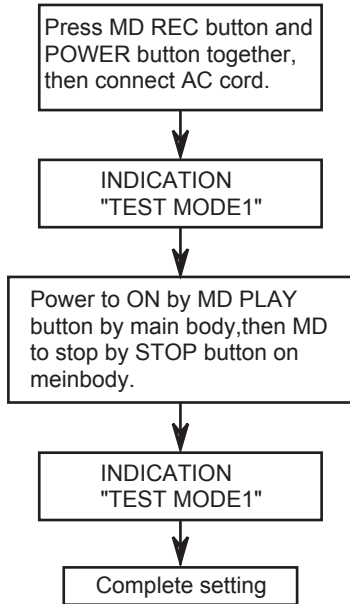 Press MD REC button and
POWER button together,
then connect AC cord.
INDICATION
"TEST MODE1"
Power to ON by MD PLAY
button by main body,then MD
to stop by STOP button on
meinbody.
INDICATION
"TEST MODE1"
Complete setting